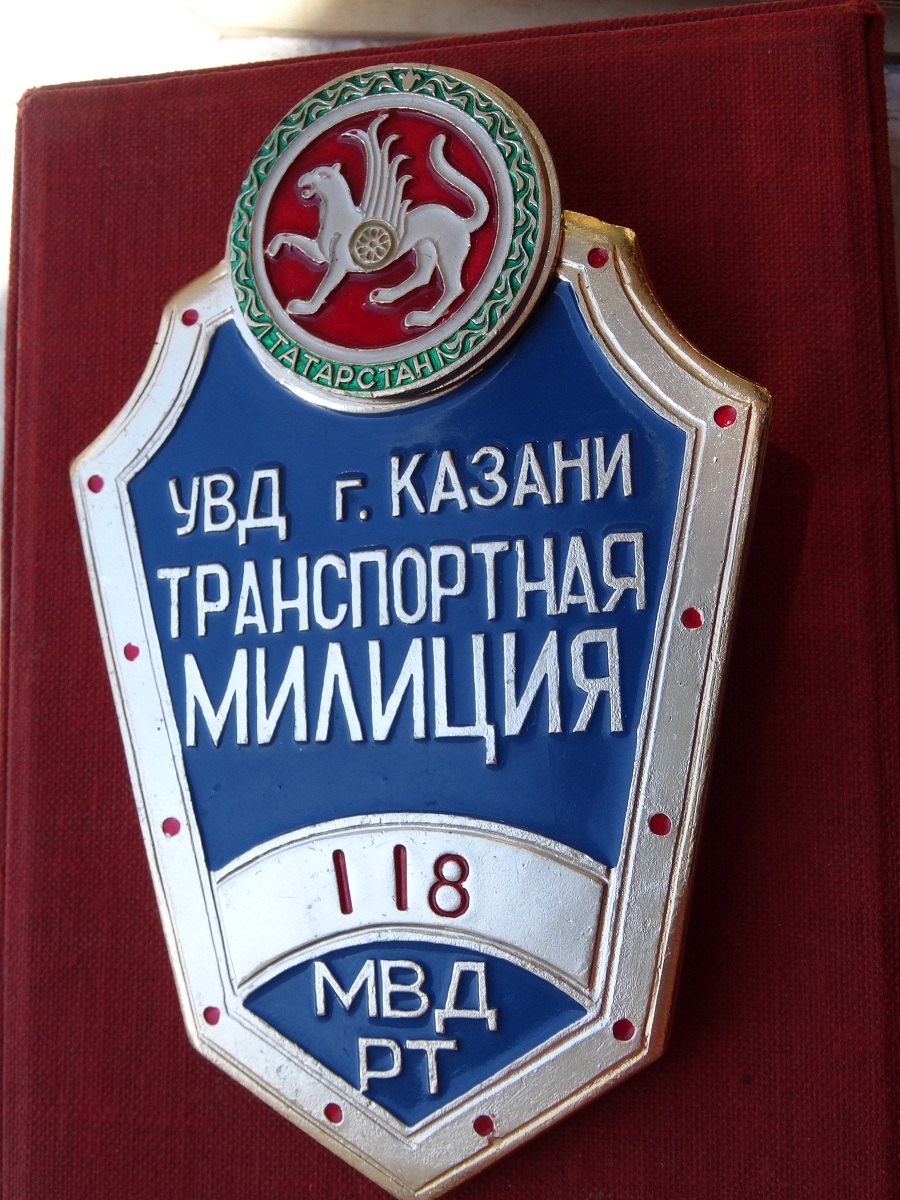 ТАТАРСТАН
УВД г. КАЗАНИ
ТРАНСПОРТНАЯ
МИЛИЦИЯ
118
МВД
РТ